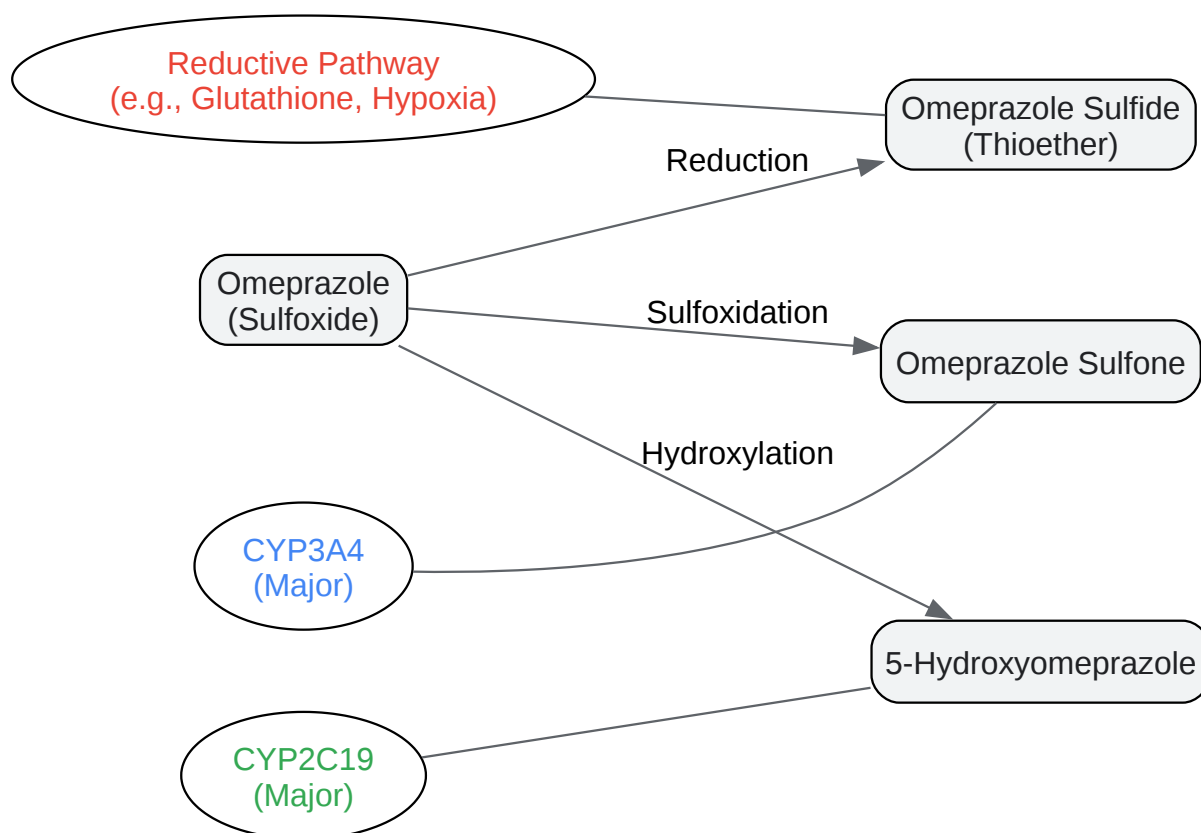 Reductive Pathway
(e.g., Glutathione, Hypoxia)
Omeprazole Sulfide
(Thioether)
Reduction
Omeprazole
(Sulfoxide)
Sulfoxidation
Omeprazole Sulfone
Hydroxylation
CYP3A4
(Major)
5-Hydroxyomeprazole
CYP2C19
(Major)